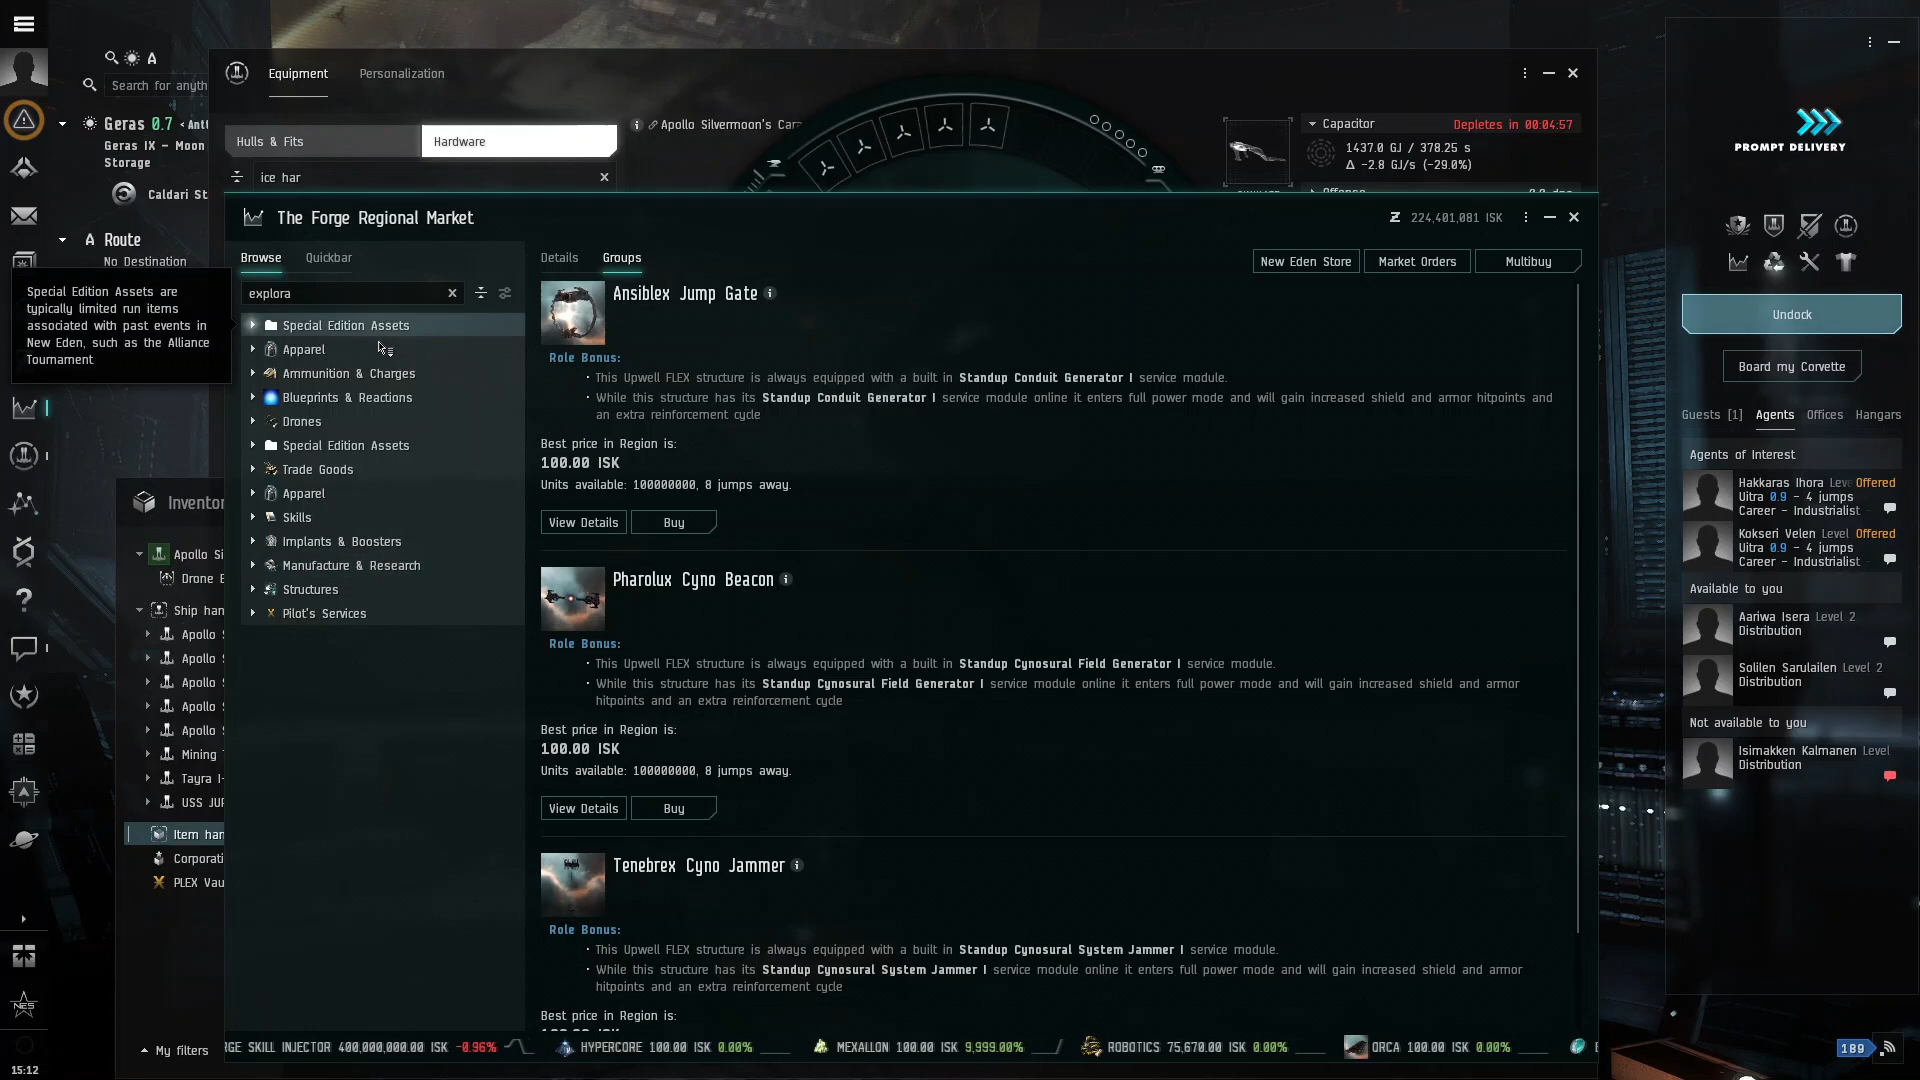 A
Search for anyth
Geras 0.7 < Antt
Geras IX - Moon
Storage
Caldari St
A Route
No Destination
Special Edition Assets are
typically limited run items
associated with past events in
New Eden, such as the Alliance
Tournament
Equipment
Personalization
Hulls & Fits
Hardware
ice har
Apollo Silvermoon's Car
Capacitor
Depletes in 00:04:57
1437.0 GJ / 378.25 s
Δ -2.8 GJ/s (-29.0%)
The Forge Regional Market
224,401,081 ISK
Browse
Quickbar
explora
Special Edition Assets
Apparel
Ammunition & Charges
Blueprints & Reactions
Drones
Special Edition Assets
Trade Goods
Apparel
Skills
Implants & Boosters
Manufacture & Research
Structures
Pilot's Services
Details
Groups
New Eden Store
Market Orders
Multibuy
Ansiblex Jump Gate
Role Bonus:
· This Upwell FLEX structure is always equipped with a built in Standup Conduit Generator I service module.
· While this structure has its Standup Conduit Generator I service module online it enters full power mode and will gain increased shield and armor hitpoints and
an extra reinforcement cycle
Best price in Region is:
100.00 ISK
Units available: 100000000, 8 jumps away.
View Details
Buy
Pharolux Cyno Beacon
Role Bonus:
· This Upwell FLEX structure is always equipped with a built in Standup Cynosural Field Generator I service module.
· While this structure has its Standup Cynosural Field Generator I service module online it enters full power mode and will gain increased shield and armor
hitpoints and an extra reinforcement cycle
Best price in Region is:
100.00 ISK
Units available: 100000000, 8 jumps away.
View Details
Buy
Tenebrex Cyno Jammer
Role Bonus:
· This Upwell FLEX structure is always equipped with a built in Standup Cynosural System Jammer I service module.
· While this structure has its Standup Cynosural System Jammer I service module online it enters full power mode and will gain increased shield and armor
hitpoints and an extra reinforcement cycle
Best price in Region is:
Inventor
Apollo Si
Drone B
Ship han
Apollo S
Apollo S
Apollo S
Apollo S
Apollo S
Mining T
Tayra I-
USS JUP
Item han
Corporati
PLEX Vau
My filters
15:12
NES
RGE SKILL INJECTOR 400,000,000.00 ISK -0.96%
HYPERCORE 100.00 ISK 0.00%
MEXALLON 100.00 ISK 9,999.00%
ROBOTICS 75,670.00 ISK 0.00%
ORCA 100.00 ISK 0.00%
PROMPT DELIVERY
Undock
Board my Corvette
Guests [1]
Agents
Offices
Hangars
Agents of Interest
Hakkaras Ihora Leve Offered
Uitra 0.9 - 4 jumps
Career - Industrialist
Kokseri Velen Level Offered
Uitra 0.9 - 4 jumps
Career - Industrialist
Available to you
Aariwa Isera Level 2
Distribution
Solilen Sarulailen Level 2
Distribution
Not available to you
Isimakken Kalmanen Level
Distribution
189